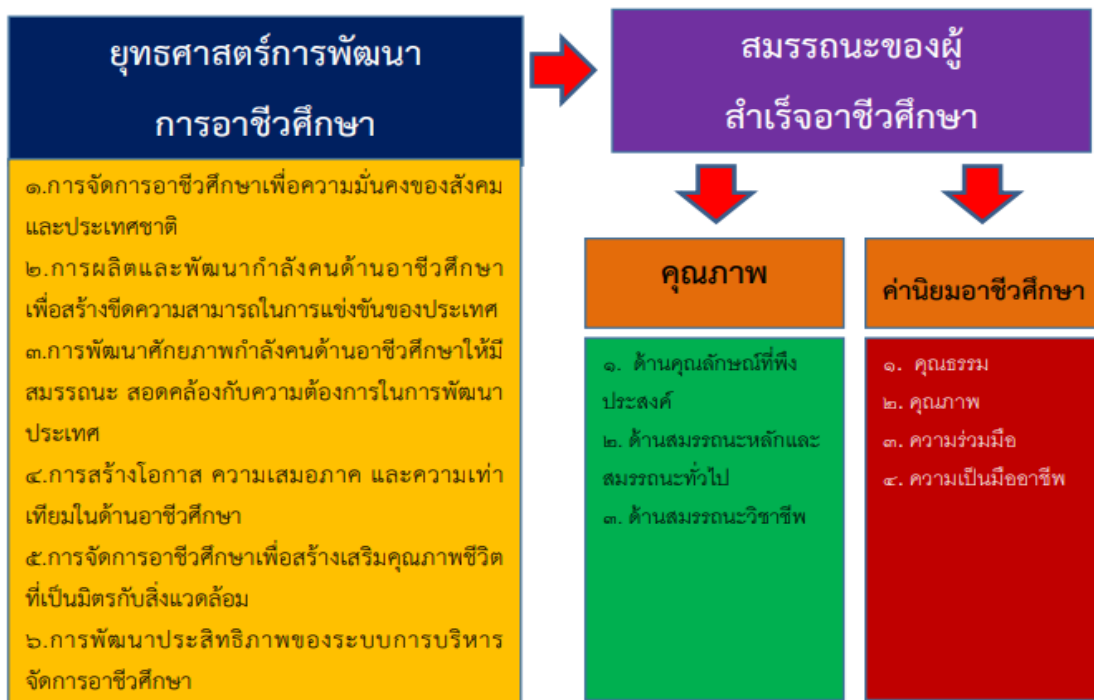 ยุทธศาสตร์การพัฒนา
การอาชีวศึกษา
๑.การจัดการอาชีวศึกษาเพื่อความมั่นคงของสังคม
และประเทศชาติ
๒.การผลิตและพัฒนากำลังคนด้านอาชีวศึกษา
เพื่อสร้างขีดความสามารถในการแข่งขันของประเทศ
๓.การพัฒนาศักยภาพกำลังคนด้านอาชีวศึกษาให้มี
สมรรถนะ สอดคล้องกับความต้องการในการพัฒนา
ประเทศ
๔.การสร้างโอกาส ความเสมอภาค และความเท่า
เทียมในด้านอาชีวศึกษา
๕.การจัดการอาชีวศึกษาเพื่อสร้างเสริมคุณภาพชีวิต
ที่เป็นมิตรกับสิ่งแวดล้อม
๖.การพัฒนาประสิทธิภาพของระบบการบริหาร
จัดการอาชีวศึกษา
สมรรถนะของผู้
สำเร็จอาชีวศึกษา
คุณภาพ
๑. ด้านคุณลักษณ์ที่พึง
ประสงค์
๒. ด้านสมรรถนะหลักและ
สมรรถนะทั่วไป
๓. ด้านสมรรถนะวิชาชีพ
ค่านิยมอาชีวศึกษา
๑. คุณธรรม
๒. คุณภาพ
๓. ความร่วมมือ
๔. ความเป็นมืออาชีพ